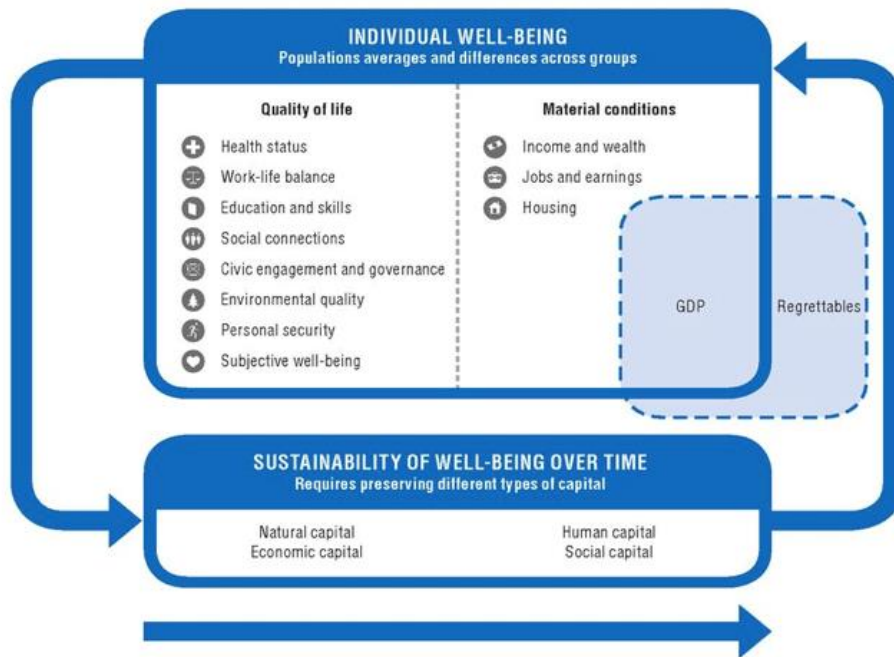 INDIVIDUAL WELL-BEING
Populations averages and differences across groups
Quality of life
Health status
Work-life balance
Education and skills
Social connections
Civic engagement and governance
Environmental quality
Personal security
Subjective well-being
Material conditions
Income and wealth
Jobs and earnings
Housing
GDP
Regrettables
SUSTAINABILITY OF WELL-BEING OVER TIME
Requires preserving different types of capital
Natural capital
Economic capital
Human capital
Social capital